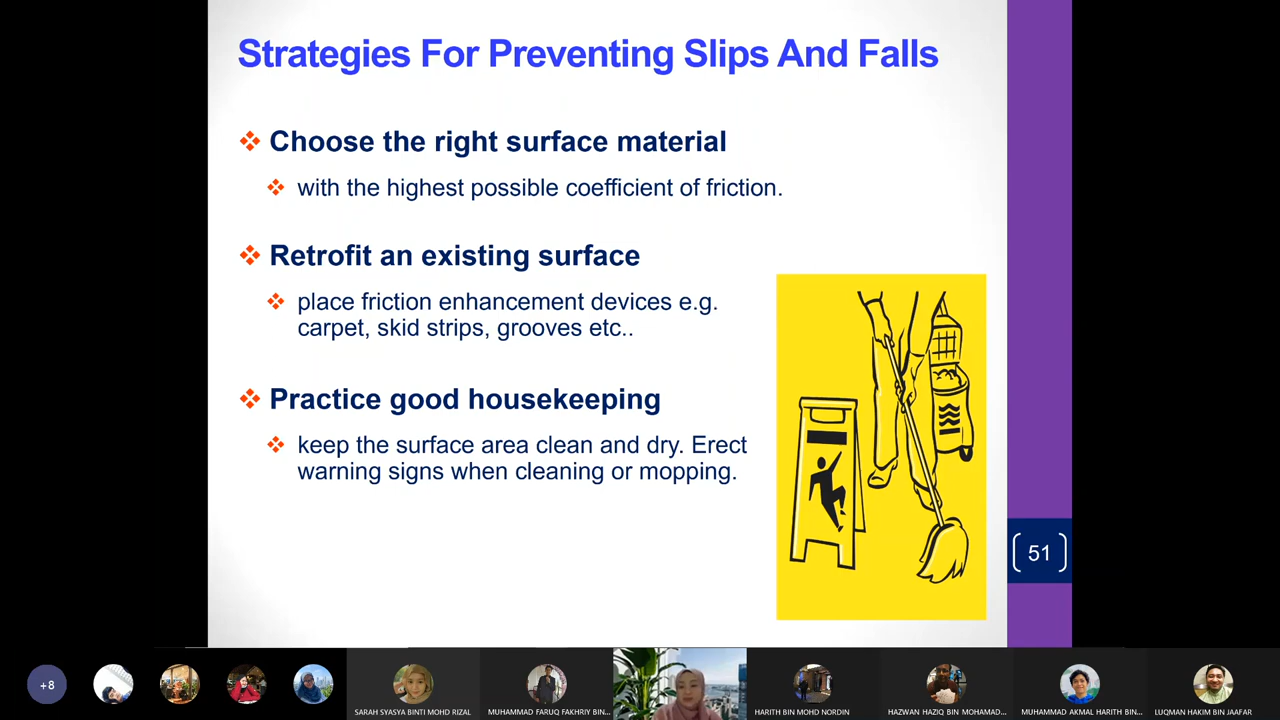 Strategies For Preventing Slips And Falls
Choose the right surface material
with the highest possible coefficient of friction.
Retrofit an existing surface
place friction enhancement devices e.g.
carpet, skid strips, grooves etc..
Practice good housekeeping
keep the surface area clean and dry. Erect
warning signs when cleaning or mopping.
51
+8
SARAH SYASYA BINTI MOHD RIZAL
MUHAMMAD FARUQ FAKHRIY BIN...
HARITH BIN MOHD NORDIN
HAZWAN HAZIQ BIN MOHAMAD...
MUHAMMAD AKMAL HARITH BIN...
LUQMAN HAKIM BIN JAAFAR